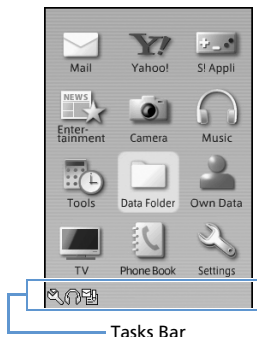 Mail Yahoo! S! Appli
NEWS
Enter-
tainment Camera Music
Tools Data Folder Own Data
TV Phone Book Settings
Tasks Bar